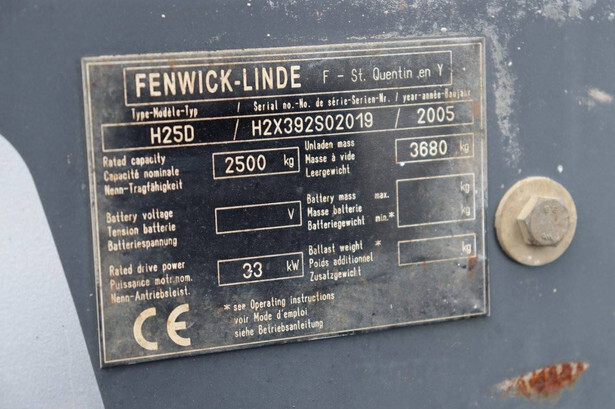 FENWICK-LINDE F - St. Quentin en Y
Type-Modèle-Typ / Serial no.-No. de série-Serien-Nr. / year-année-Baujahr
H25D / H2X392S02019 / 2005
Rated capacity
Capacité nominale
Nenn-Tragfähigkeit
2500 kg
Unladen mass
Masse à vide
Leergewicht
3680 kg
Battery voltage
Tension batterie
Batteriespannung
V
Battery mass max.
Masse batterie
Batteriegewicht min.*
kg
kg
Rated drive power
Puissance motr.nom.
Nenn-Antriebsleist.
33 kW
Ballast weight *
Poids additionnel
Zusatzgewicht
kg
* see Operating instructions
voir Mode d'emploi
siehe Betriebsanleitung
CE